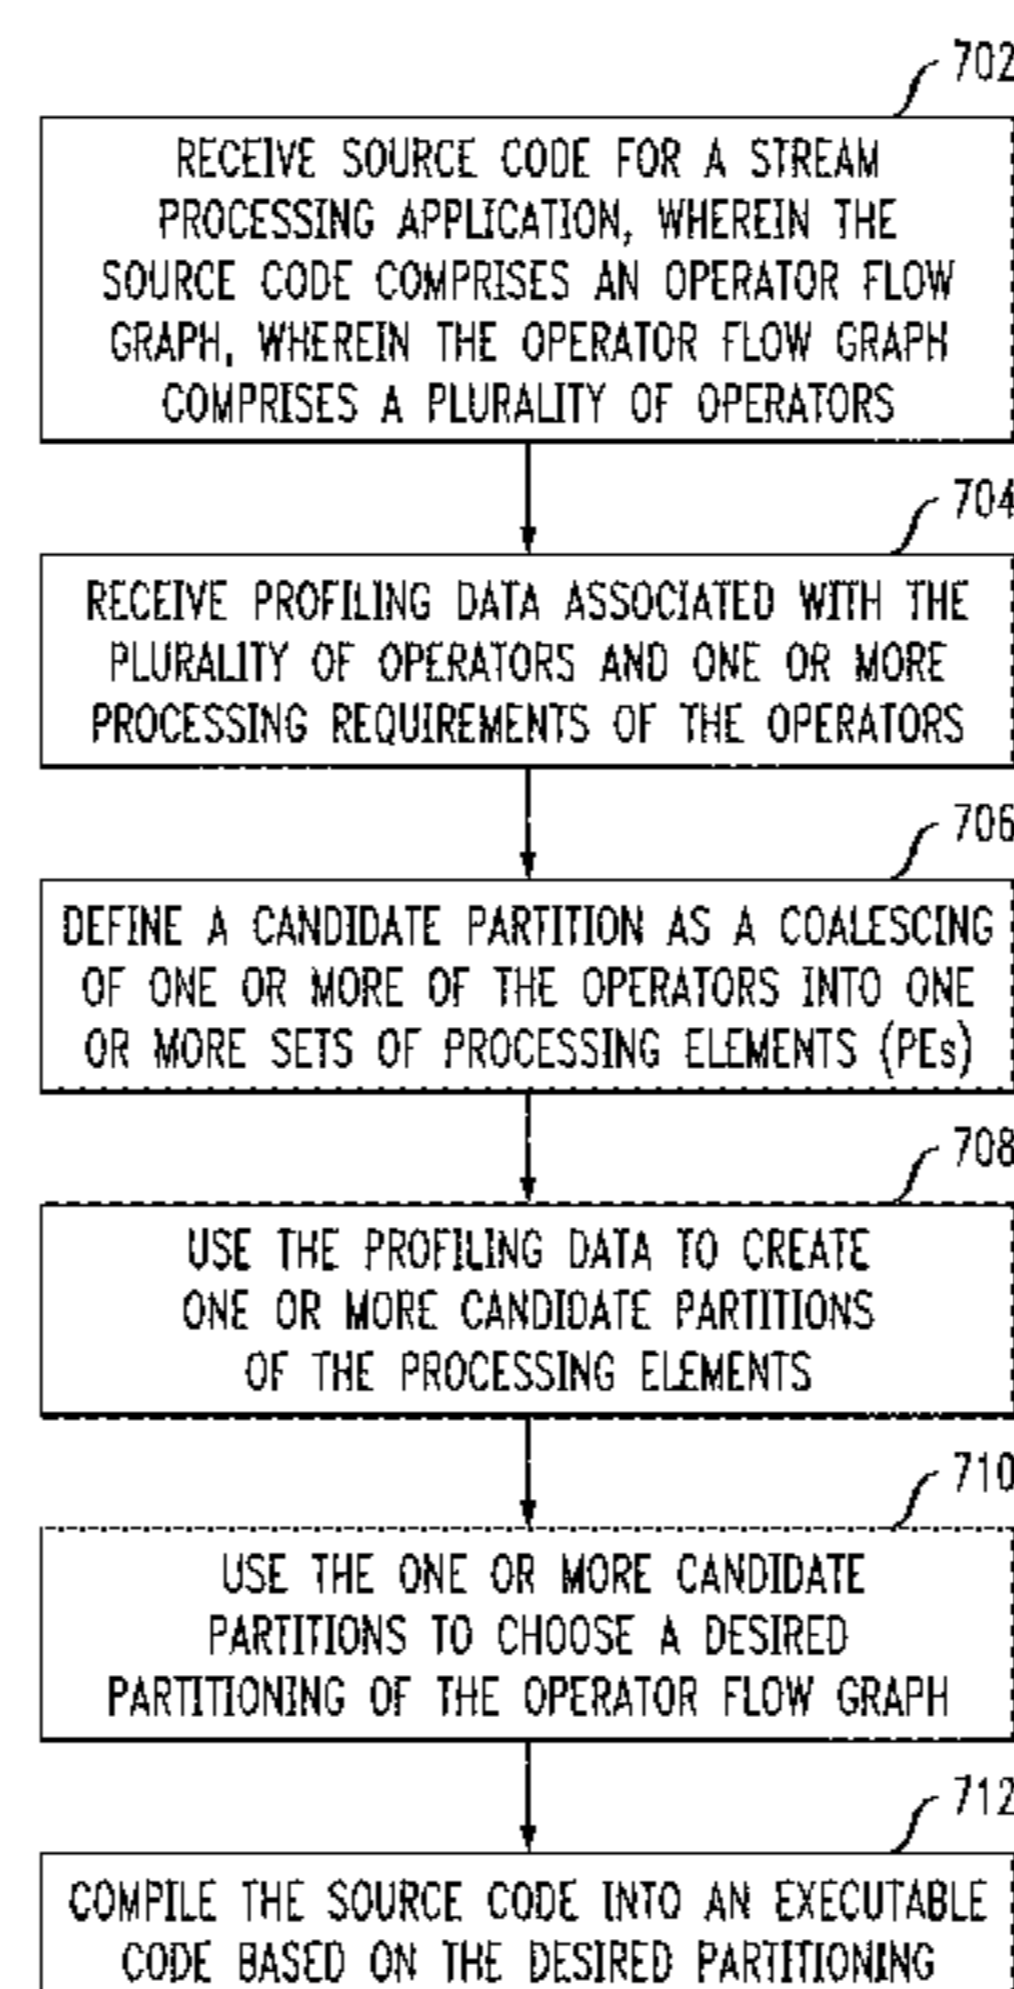 702
RECEIVE SOURCE CODE FOR A STREAM
PROCESSING APPLICATION, WHEREIN THE
SOURCE CODE COMPRISES AN OPERATOR FLOW
GRAPH, WHEREIN THE OPERATOR FLOW GRAPH
COMPRISES A PLURALITY OF OPERATORS
704
RECEIVE PROFILING DATA ASSOCIATED WITH THE
PLURALITY OF OPERATORS AND ONE OR MORE
PROCESSING REQUIREMENTS OF THE OPERATORS
706
DEFINE A CANDIDATE PARTITION AS A COALESCING
OF ONE OR MORE OF THE OPERATORS INTO ONE
OR MORE SETS OF PROCESSING ELEMENTS (PEs)
708
USE THE PROFILING DATA TO CREATE
ONE OR MORE CANDIDATE PARTITIONS
OF THE PROCESSING ELEMENTS
710
USE THE ONE OR MORE CANDIDATE
PARTITIONS TO CHOOSE A DESIRED
PARTITIONING OF THE OPERATOR FLOW GRAPH
712
COMPILE THE SOURCE CODE INTO AN EXECUTABLE
CODE BASED ON THE DESIRED PARTITIONING